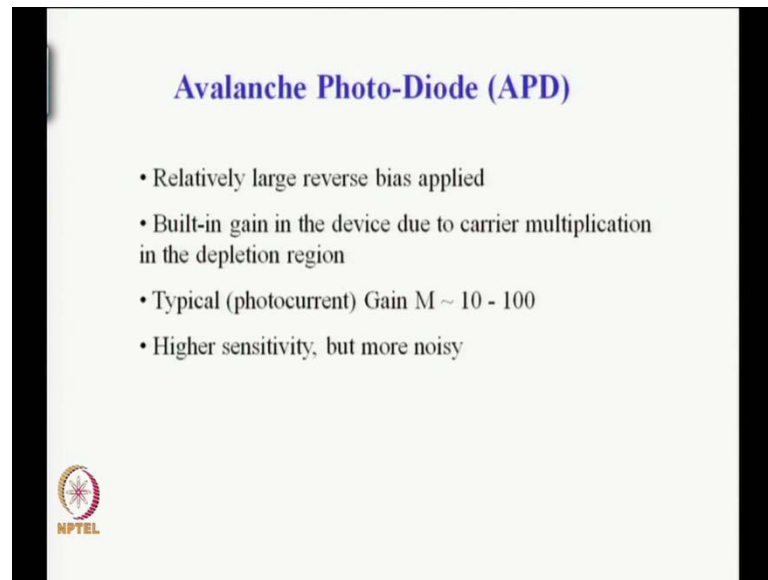 Avalanche Photo-Diode (APD)
• Relatively large reverse bias applied
• Built-in gain in the device due to carrier multiplication
in the depletion region
• Typical (photocurrent) Gain M ~ 10 - 100
• Higher sensitivity, but more noisy
NPTEL